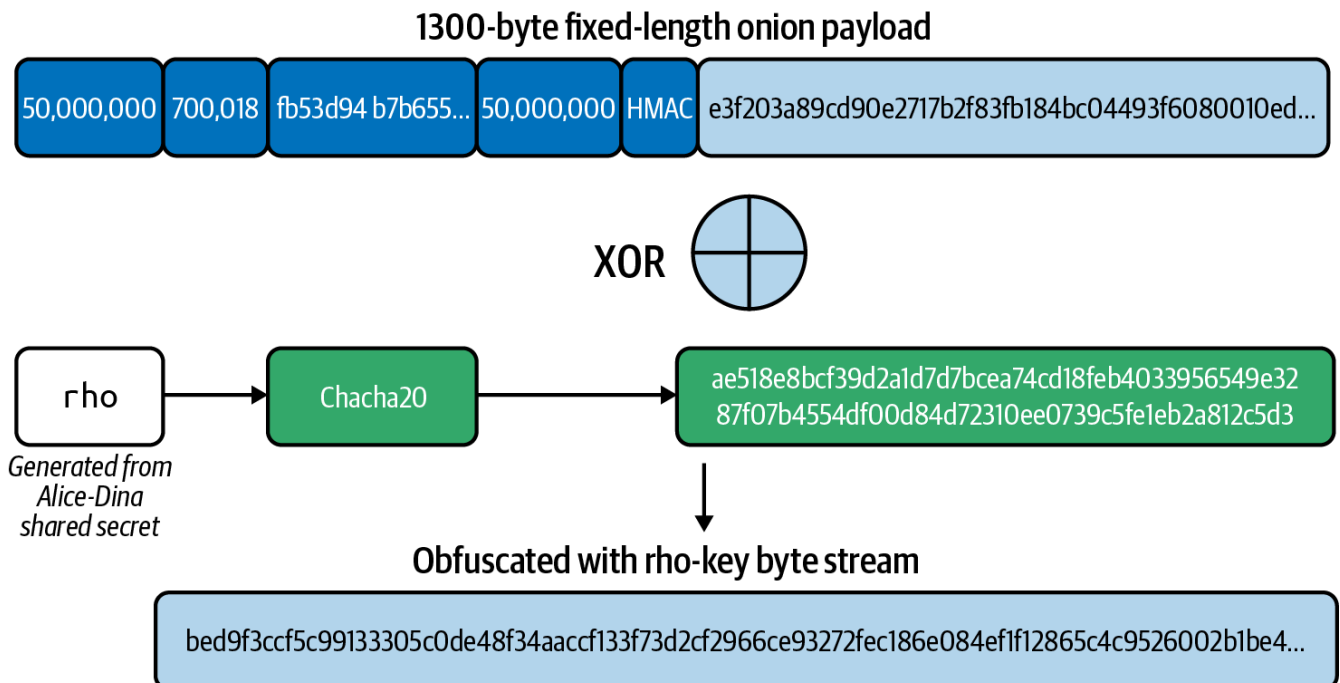 1300-byte fixed-length onion payload
50,000,000 700,018 fb53d94 b7b655... 50,000,000 HMAC e3f203a89cd90e2717b2f83fb184bc04493f6080010ed...
XOR
rho
Chacha20
ae518e8bcf39d2a1d7d7bcea74cd18feb4033956549e32
87f07b4554df00d84d72310ee0739c5fe1eb2a812c5d3
Generated from
Alice-Dina
shared secret
Obfuscated with rho-key byte stream
bed9f3ccf5c99133305c0de48f34aaccf133f73d2cf2966ce93272fec186e084ef1f12865c4c9526002b1be4...